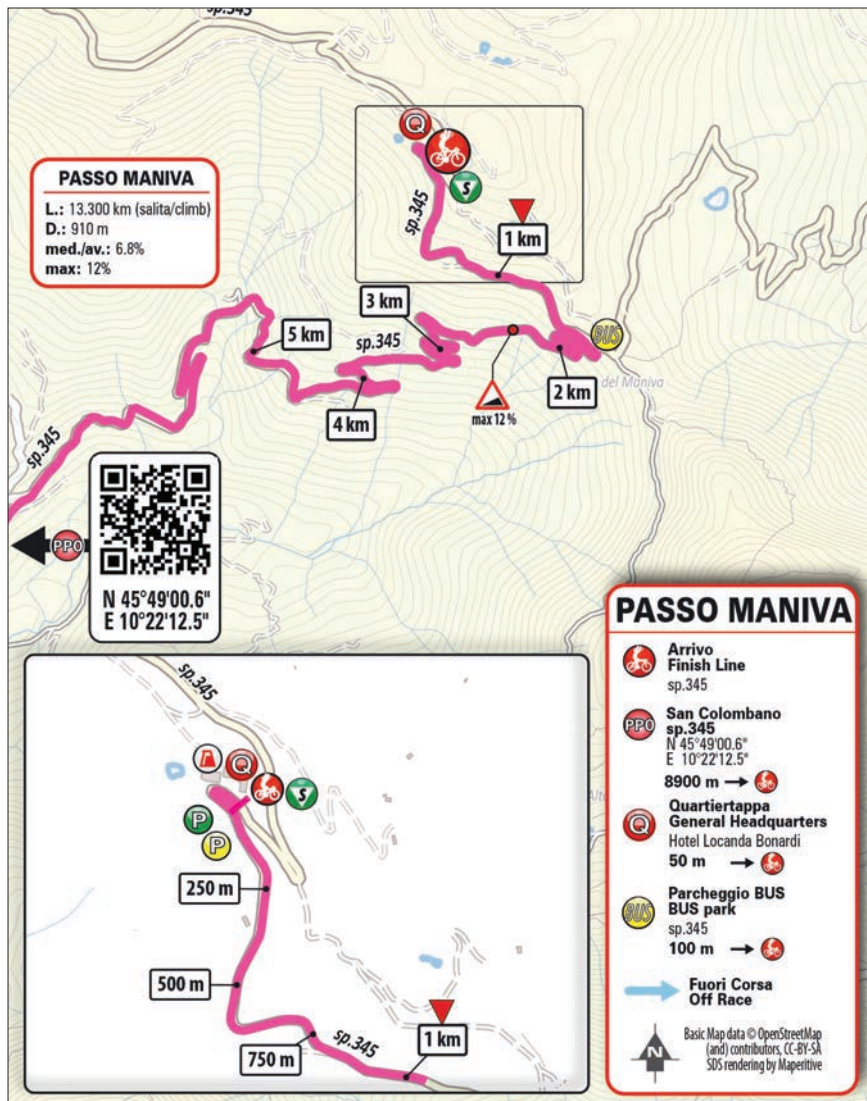 sp.345
Q
S
PASSO MANIVA
L.: 13.300 km (salita/climb)
D.: 910 m
med./av.: 6.8%
max: 12%
sp.345
1 km
3 km
5 km
sp.345
BUS
2 km
del Maniva
4 km
max 12 %
sp.345
PPO
N 45°49'00.6"
E 10°22'12.5"
sp.345
Q
S
P
P
250 m
500 m
750 m
sp.345
1 km
PASSO MANIVA
Arrivo
Finish Line
sp.345
PPO
San Colombano
sp.345
N 45°49'00.6"
E 10°22'12.5"
8900 m
Q
Quartiertappa
General Headquarters
Hotel Locanda Bonardi
50 m
BUS
Parcheggio BUS
BUS park
sp.345
100 m
Fuori Corsa
Off Race
N
Basic Map data © OpenStreetMap
(and) contributors, CC-BY-SA
SDS rendering by Maperitive